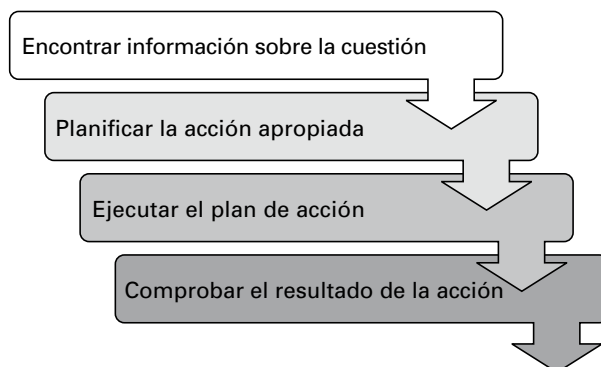 Encontrar información sobre la cuestión
Planificar la acción apropiada
Ejecutar el plan de acción
Comprobar el resultado de la acción